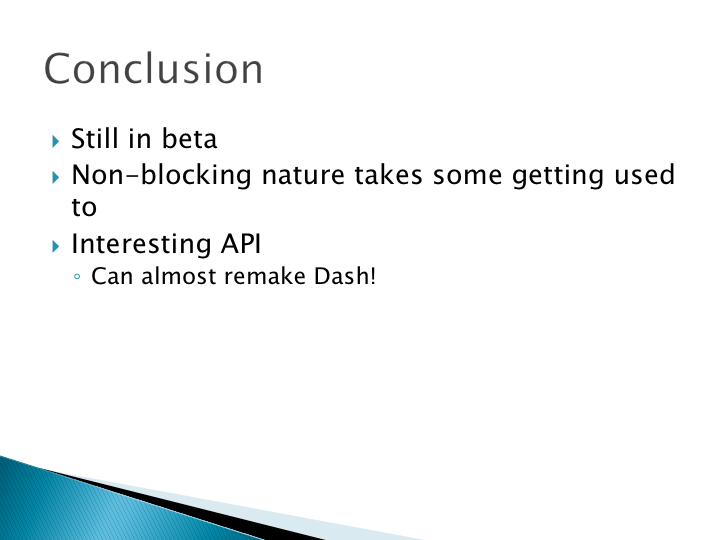 Conclusion
Still in beta
Non-blocking nature takes some getting used
to
Interesting API
Can almost remake Dash!